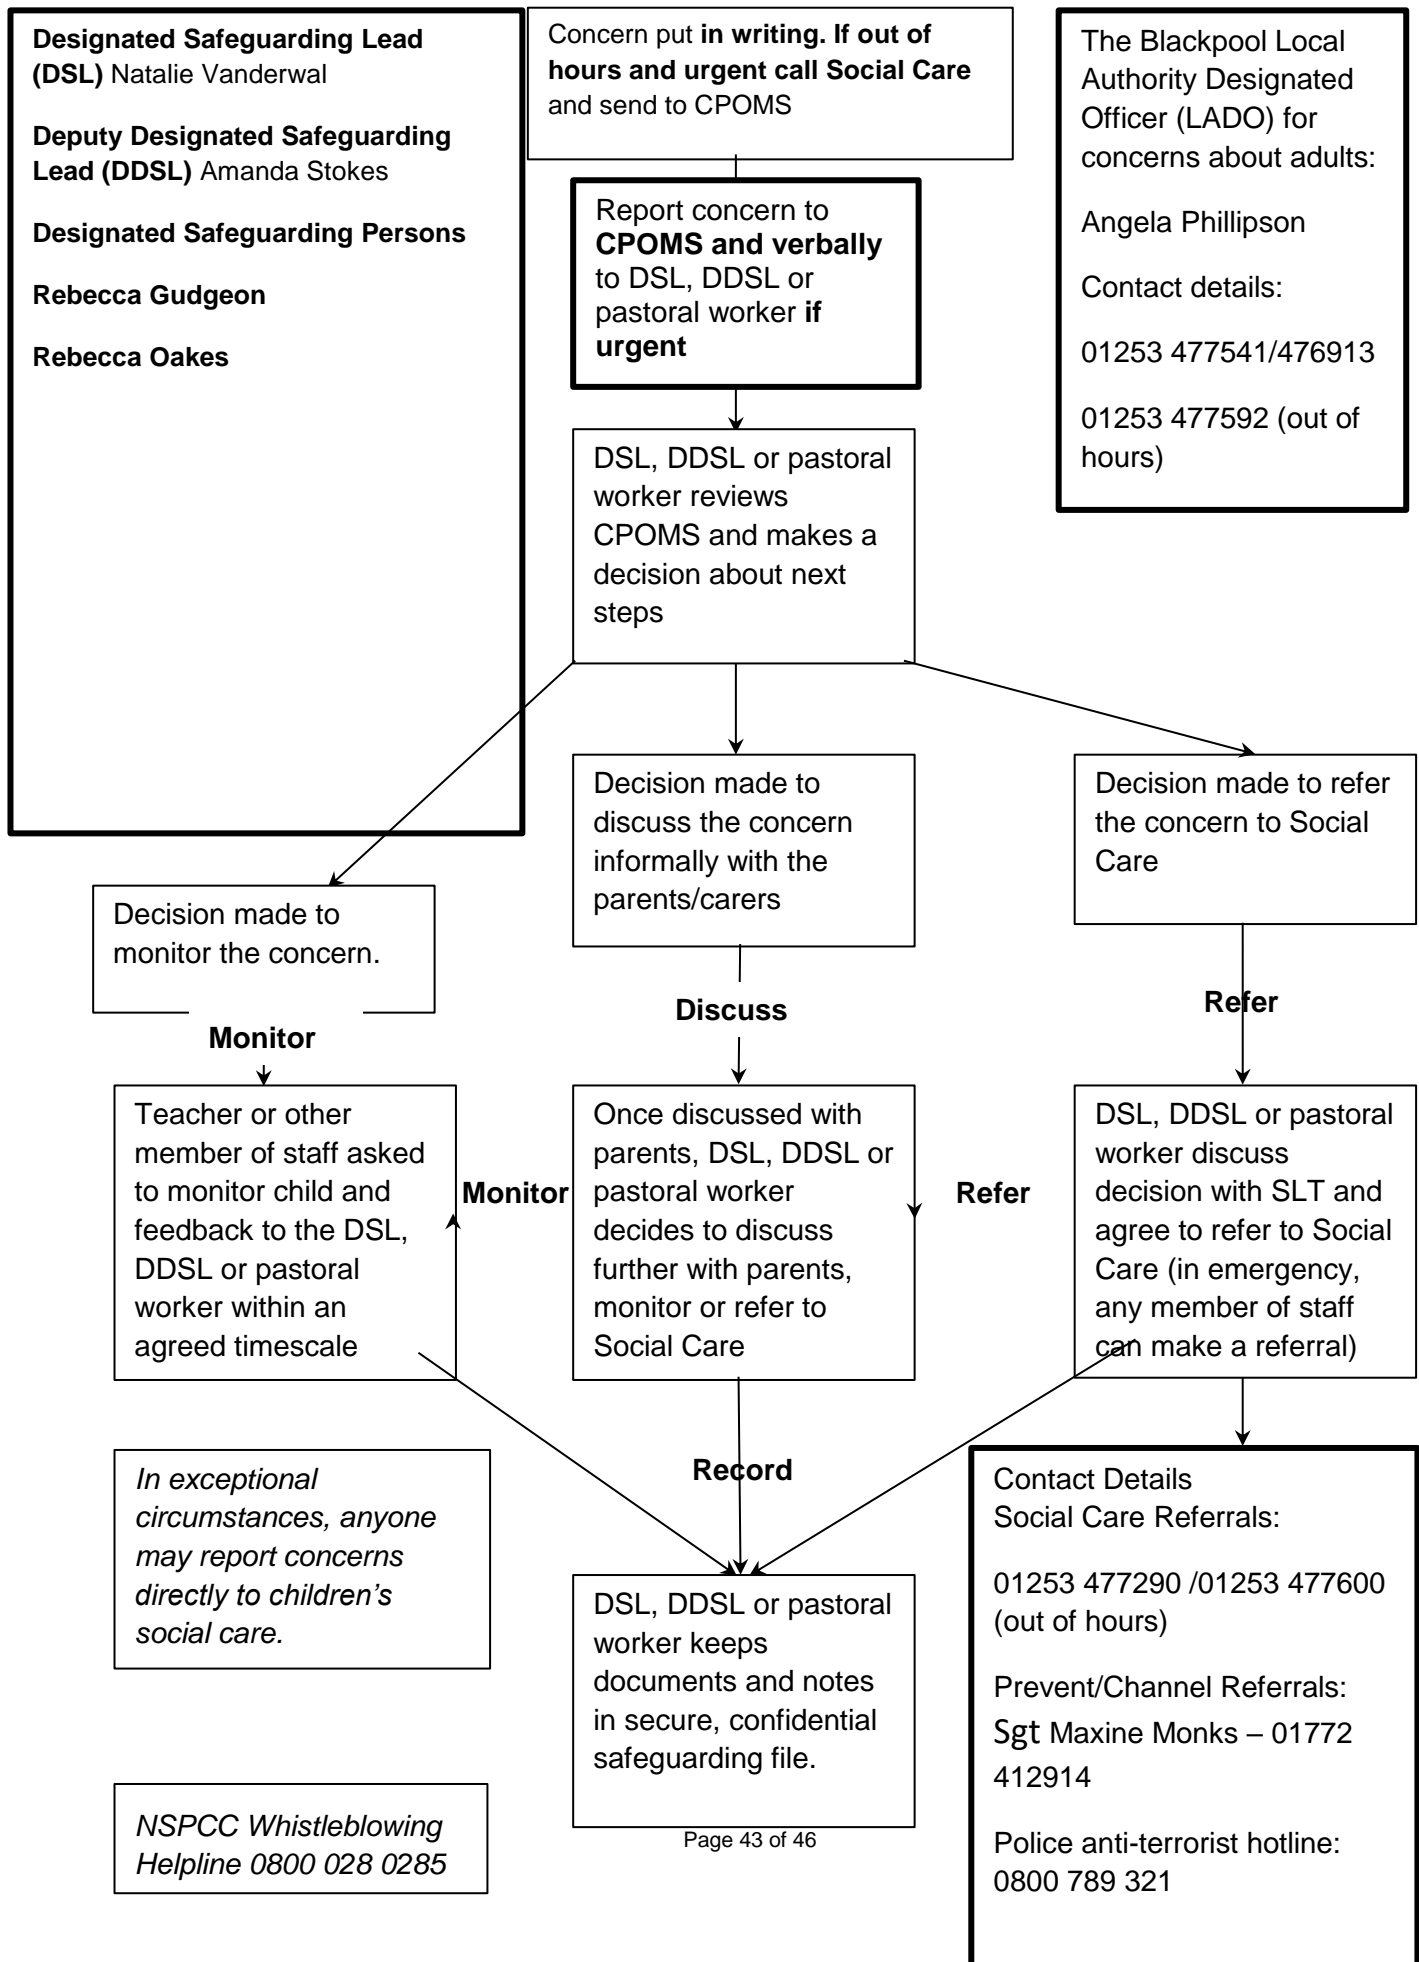 Designated Safeguarding Lead
(DSL) Natalie Vanderwal
Deputy Designated Safeguarding
Lead (DDSL) Amanda Stokes
Designated Safeguarding Persons
Rebecca Gudgeon
Rebecca Oakes
Concern put in writing. If out of
hours and urgent call Social Care
and send to CPOMS
The Blackpool Local
Authority Designated
Officer (LADO) for
concerns about adults:
Angela Phillipson
Contact details:
01253 477541/476913
01253 477592 (out of
hours)
Report concern to
CPOMS and verbally
to DSL, DDSL or
pastoral worker if
urgent
DSL, DDSL or pastoral
worker reviews
CPOMS and makes a
decision about next
steps
Decision made to
monitor the concern.
Decision made to
discuss the concern
informally with the
parents/carers
Decision made to refer
the concern to Social
Care
Monitor
Discuss
Refer
Teacher or other
member of staff asked
to monitor child and
feedback to the DSL,
DDSL or pastoral
worker within an
agreed timescale
Monitor
Once discussed with
parents, DSL, DDSL or
pastoral worker
decides to discuss
further with parents,
monitor or refer to
Social Care
Refer
DSL, DDSL or pastoral
worker discuss
decision with SLT and
agree to refer to Social
Care (in emergency,
any member of staff
can make a referral)
In exceptional
circumstances, anyone
may report concerns
directly to children’s
social care.
Record
DSL, DDSL or pastoral
worker keeps
documents and notes
in secure, confidential
safeguarding file.
Contact Details
Social Care Referrals:
01253 477290 /01253 477600
(out of hours)
Prevent/Channel Referrals:
Sgt Maxine Monks – 01772
412914
Police anti-terrorist hotline:
0800 789 321
NSPCC Whistleblowing
Helpline 0800 028 0285
Page 43 of 46